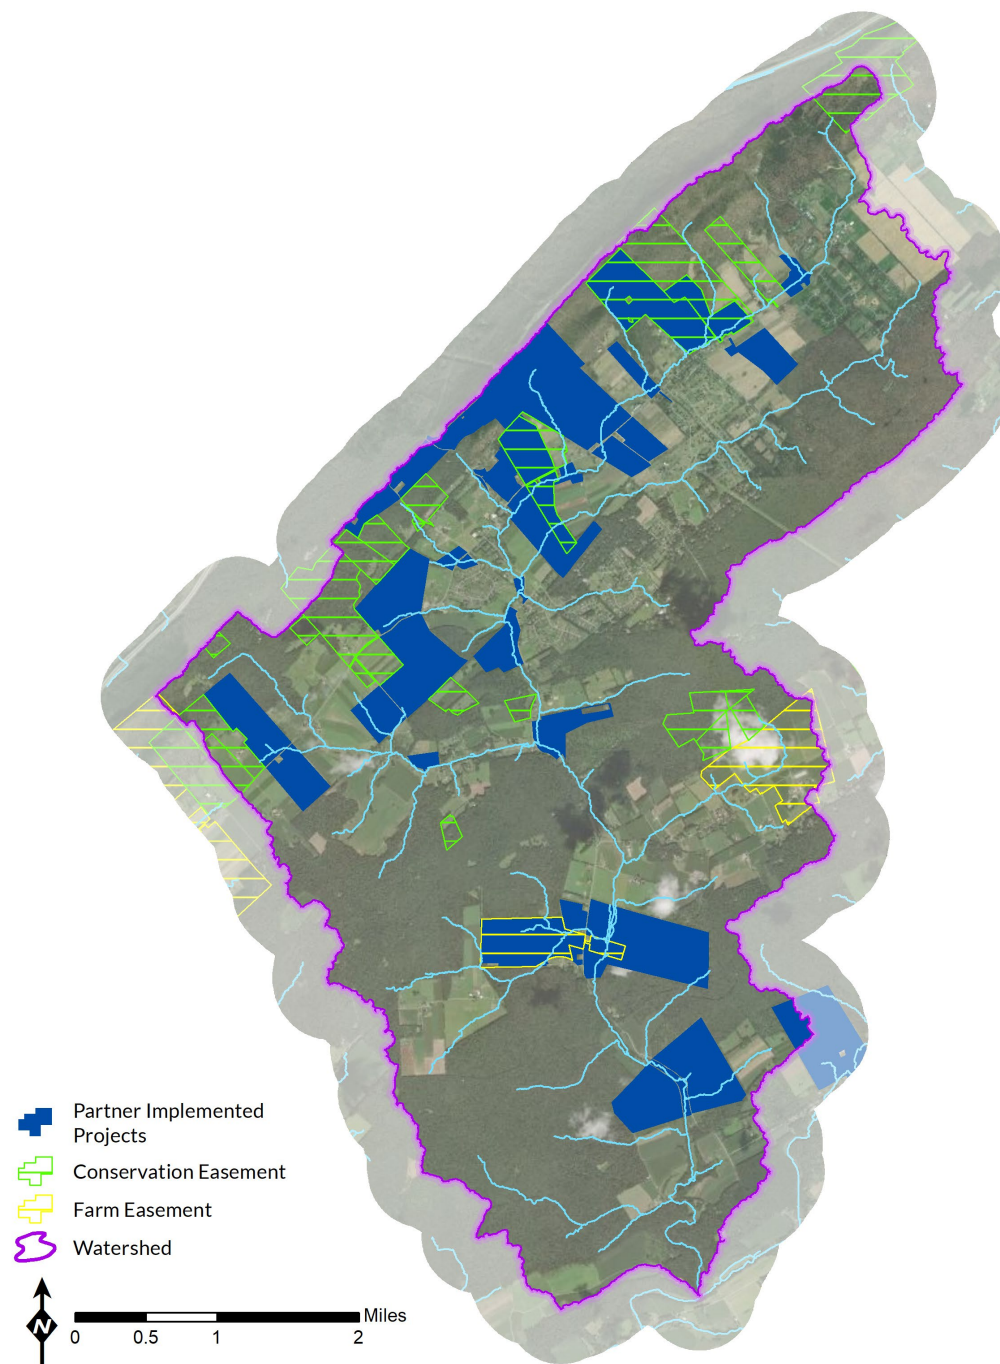 Partner Implemented
Projects
Conservation Easement
Farm Easement
Watershed
N
Miles
0 0.5 1 2